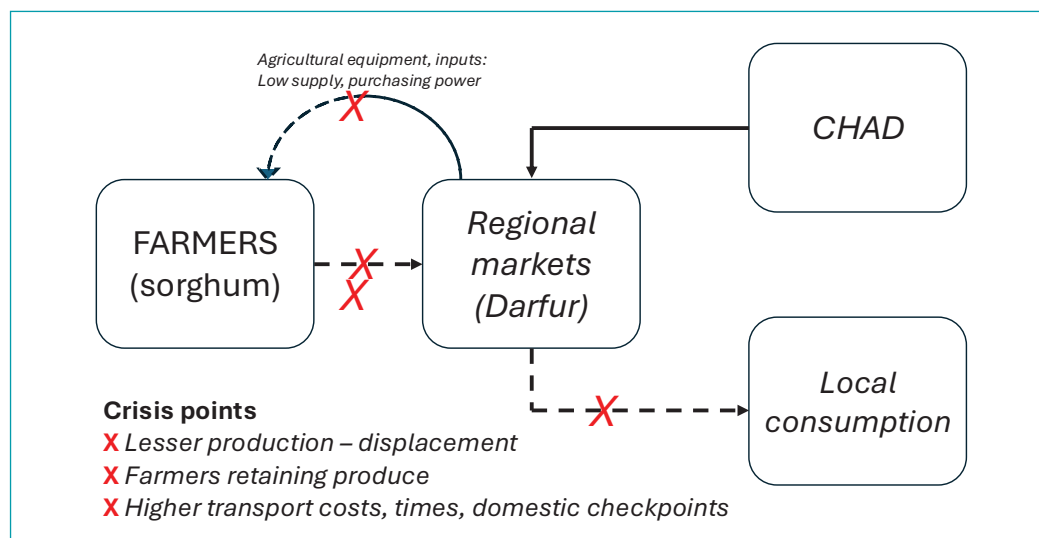 Agricultural equipment, inputs:
Low supply, purchasing power
X
CHAD
FARMERS
(sorghum)
X
X
Regional
markets
(Darfur)
X
Local
consumption
Crisis points
X Lesser production – displacement
X Farmers retaining produce
X Higher transport costs, times, domestic checkpoints